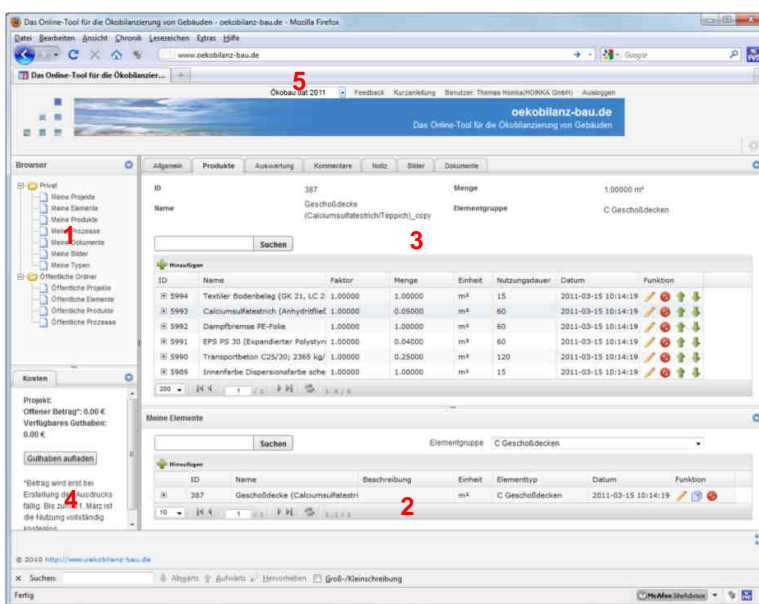 Das Online-Tool für die Ökobilanzierung von Gebäuden - oekobilanz-bau.de - Mozilla Firefox
Datei Bearbeiten Ansicht Chronik Lesezeichen Extras Hilfe
www.oekobilanz-bau.de
Google
Das Online-Tool für die Ökobilanzier...
5
Ökobau.dat 2011 Feedback Kurzanleitung Benutzer: Thomas Hoinka(HOINKA GmbH) Ausloggen
oekobilanz-bau.de
Das Online-Tool für die Ökobilanzierung von Gebäuden
Browser
Privat
Meine Projekte
Meine Elemente
Meine Produkte
Meine Prozesse
Meine Dokumente
Meine Bilder
Meine Typen
Öffentliche Ordner
Öffentliche Projekte
Öffentliche Elemente
Öffentliche Produkte
Öffentliche Prozesse
1
Allgemein Produkte Auswertung Kommentare Notiz Bilder Dokumente
ID 387 Menge 1.00000 m²
Name Geschoßdecke (Calciumsulfatestrich/Teppich)_copy Elementgruppe C Geschoßdecken
Suchen
3
Hinzufügen
ID Name Faktor Menge Einheit Nutzungsdauer Datum Funktion
5994 Textiler Bodenbelag (GK 21, LC 2- 1.00000 1.00000 m² 15 2011-03-15 10:14:19
5993 Calciumsulfatestrich (Anhydritfließ 1.00000 0.05000 m² 60 2011-03-15 10:14:19
5992 Dampfbremse PE-Folie 1.00000 1.00000 m² 60 2011-03-15 10:14:19
5991 EPS PS 30 (Expandierter Polystyro 1.00000 0.04000 m² 60 2011-03-15 10:14:19
5990 Transportbeton C25/30; 2365 kg/ 1.00000 0.25000 m² 120 2011-03-15 10:14:19
5989 Innenfarbe Dispersionsfarbe sche 1.00000 1.00000 m² 15 2011-03-15 10:14:19
200 1
Kosten
Projekt:
Offener Betrag*: 0.00 €
Verfügbares Guthaben:
0.00 €
Guthaben aufladen
*Betrag wird erst bei
Erstellung des Ausdrucks
fällig. Bis zum 31. März ist
die Nutzung vollständig
kostenlos.
4
Meine Elemente
Suchen Elementgruppe C Geschoßdecken
Hinzufügen
ID Name Beschreibung Einheit Elementtyp Datum Funktion
387 Geschoßdecke (Calciumsulfatestri m² C Geschoßdecken 2011-03-15 10:14:19
10 1
2
© 2010 http://www.oekobilanz-bau.de
x Suchen: Abwärts Aufwärts Hervorheben Groß-/Kleinschreibung
Fertig McAfee SiteAdvisor